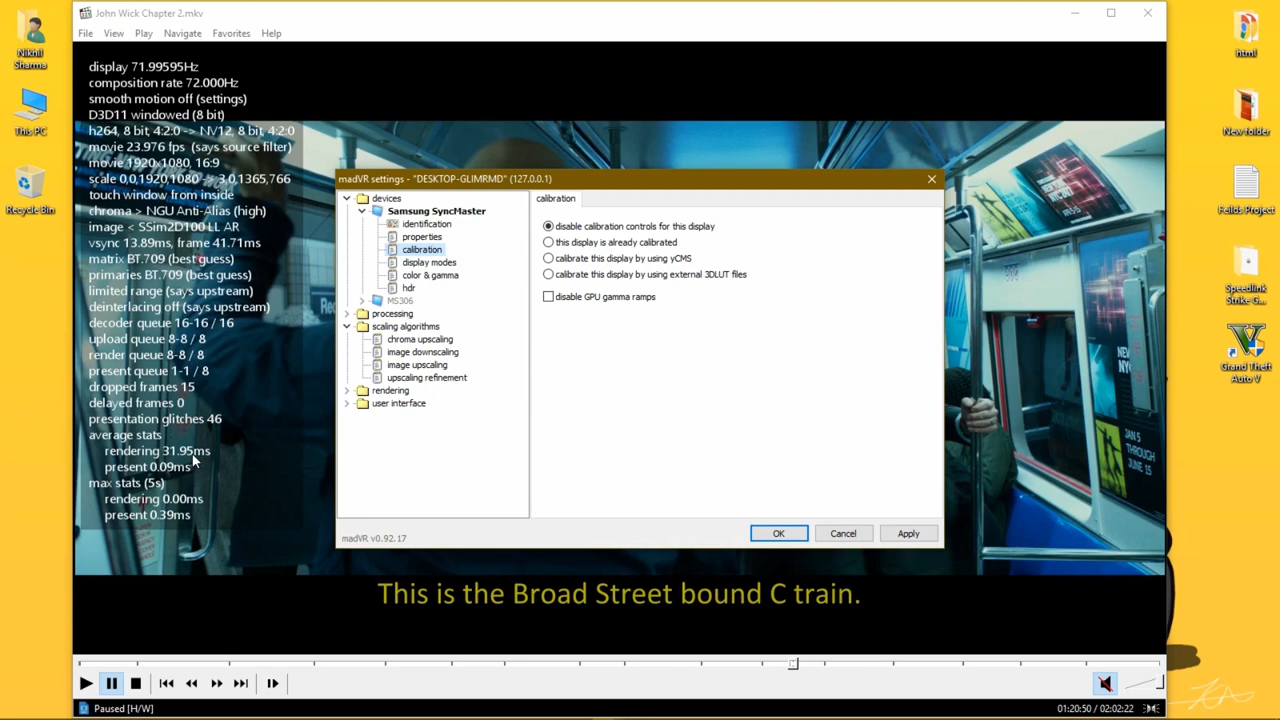 John Wick Chapter 2.mkv
File View Play Navigate Favorites Help
Nikhil
Sharma
This PC
Recycle Bin
html
New folder
Feilds Project
Speedlink
Strike G...
Grand Theft
Auto V
display 71.99595Hz
composition rate 72.000Hz
smooth motion off (settings)
D3D11 windowed (8 bit)
h264, 8 bit, 4:2:0 -> NV12, 8 bit, 4:2:0
movie 23.976 fps (says source filter)
movie 1920x1080, 16:9
scale 0,0,1920,1080 -> 3,0,1365,766
touch window from inside
chroma > NGU Anti-Alias (high)
image < SSim2D100 LL AR
vsync 13.89ms, frame 41.71ms
matrix BT.709 (best guess)
primaries BT.709 (best guess)
limited range (says upstream)
deinterlacing off (says upstream)
decoder queue 16-16 / 16
upload queue 8-8 / 8
render queue 8-8 / 8
present queue 1-1 / 8
dropped frames 15
delayed frames 0
presentation glitches 46
average stats
rendering 31.95ms
present 0.09ms
max stats (5s)
rendering 0.00ms
present 0.39ms
madVR settings - "DESKTOP-GLIMRMD" (127.0.0.1)
devices
Samsung SyncMaster
identification
properties
calibration
display modes
color & gamma
hdr
MS306
processing
scaling algorithms
chroma upscaling
image downscaling
image upscaling
upscaling refinement
rendering
user interface
calibration
disable calibration controls for this display
this display is already calibrated
calibrate this display by using yCMS
calibrate this display by using external 3DLUT files
disable GPU gamma ramps
madVR v0.92.17
OK Cancel Apply
JAN 5
THROUGH
JUNE 15
This is the Broad Street bound C train.
Paused [H/W]
01:20:50 / 02:02:22